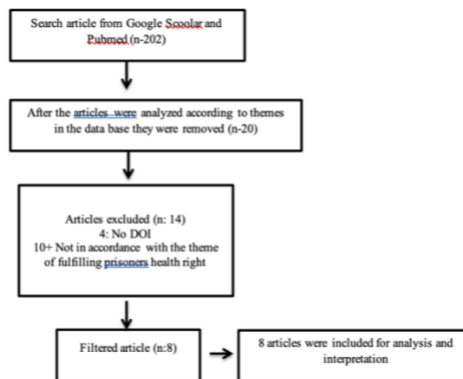 Search article from Google Scoolar and
Pubmed (n-202)
After the articles were analyzed according to themes
in the data base they were removed (n-20)
Articles excluded (n: 14)
4: No DOI
10+ Not in accordance with the theme
of fulfilling prisoners health right
Filtered article (n:8)
8 articles were included for analysis and
interpretation